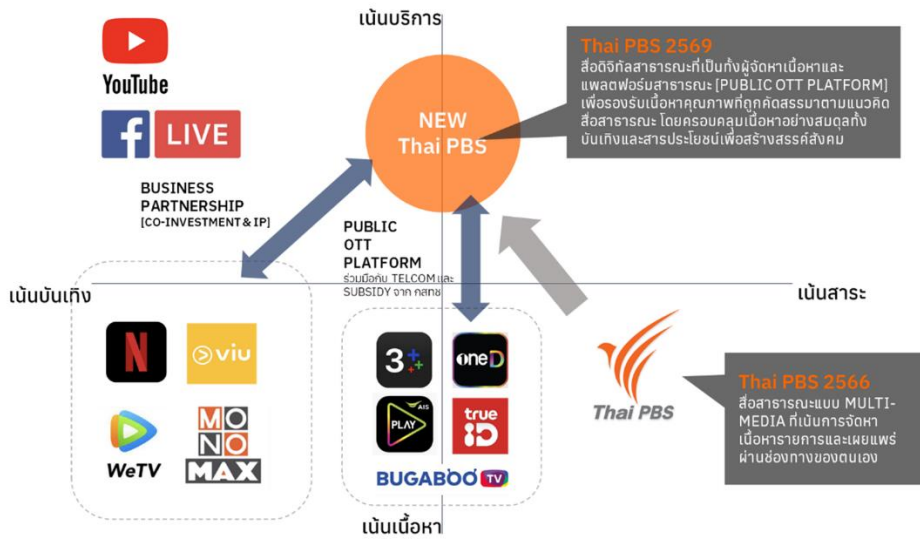 เน้นบริการ
YouTube
f LIVE
NEW
Thai PBS
Thai PBS 2569
สื่อดิจิทัลสาธารณะที่เป็นทั้งผู้จัดหาเนื้อหาและ
แพลตฟอร์มสาธารณะ [PUBLIC OTT PLATFORM]
เพื่อรองรับเนื้อหาคุณภาพที่ถูกคัดสรรมาตามแนวคิด
สื่อสาธารณะ โดยครอบคลุมเนื้อหาอย่างสมดุลทั้ง
บันเทิงและสารประโยชน์เพื่อสร้างสรรค์สังคม
BUSINESS
PARTNERSHIP
[CO-INVESTMENT & IP]
PUBLIC
OTT
PLATFORM
ร่วมมือกับ TELCOM และ
SUBSIDY จาก กสทช
เน้นบันเทิง
เน้นสาระ
N
viu
WeTV
MO
NO
MAX
3++
oneD
AIS
PLAY
true
iD
BUGABOO TV
Thai PBS
Thai PBS 2566
สื่อสาธารณะแบบ MULTI-
MEDIA ที่เน้นการจัดหา
เนื้อหารายการและเผยแพร่
ผ่านช่องทางของตนเอง
เน้นเนื้อหา